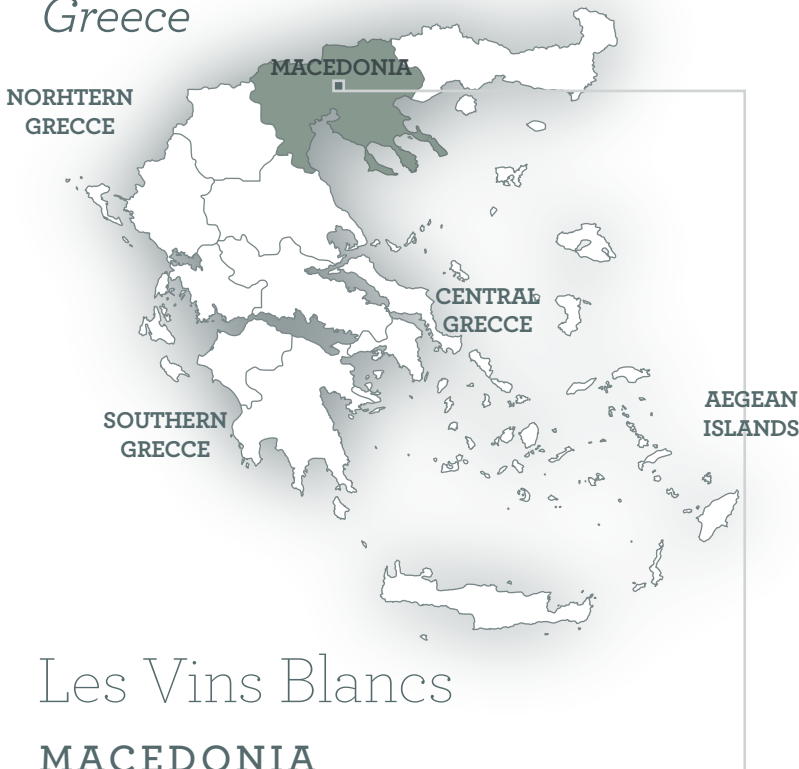 Greece
MACEDONIA
NORHTERN
GRECCE
CENTRAL
GRECCE
AEGEAN
ISLANDS
SOUTHERN
GRECCE
Les Vins Blancs
MACEDONIA